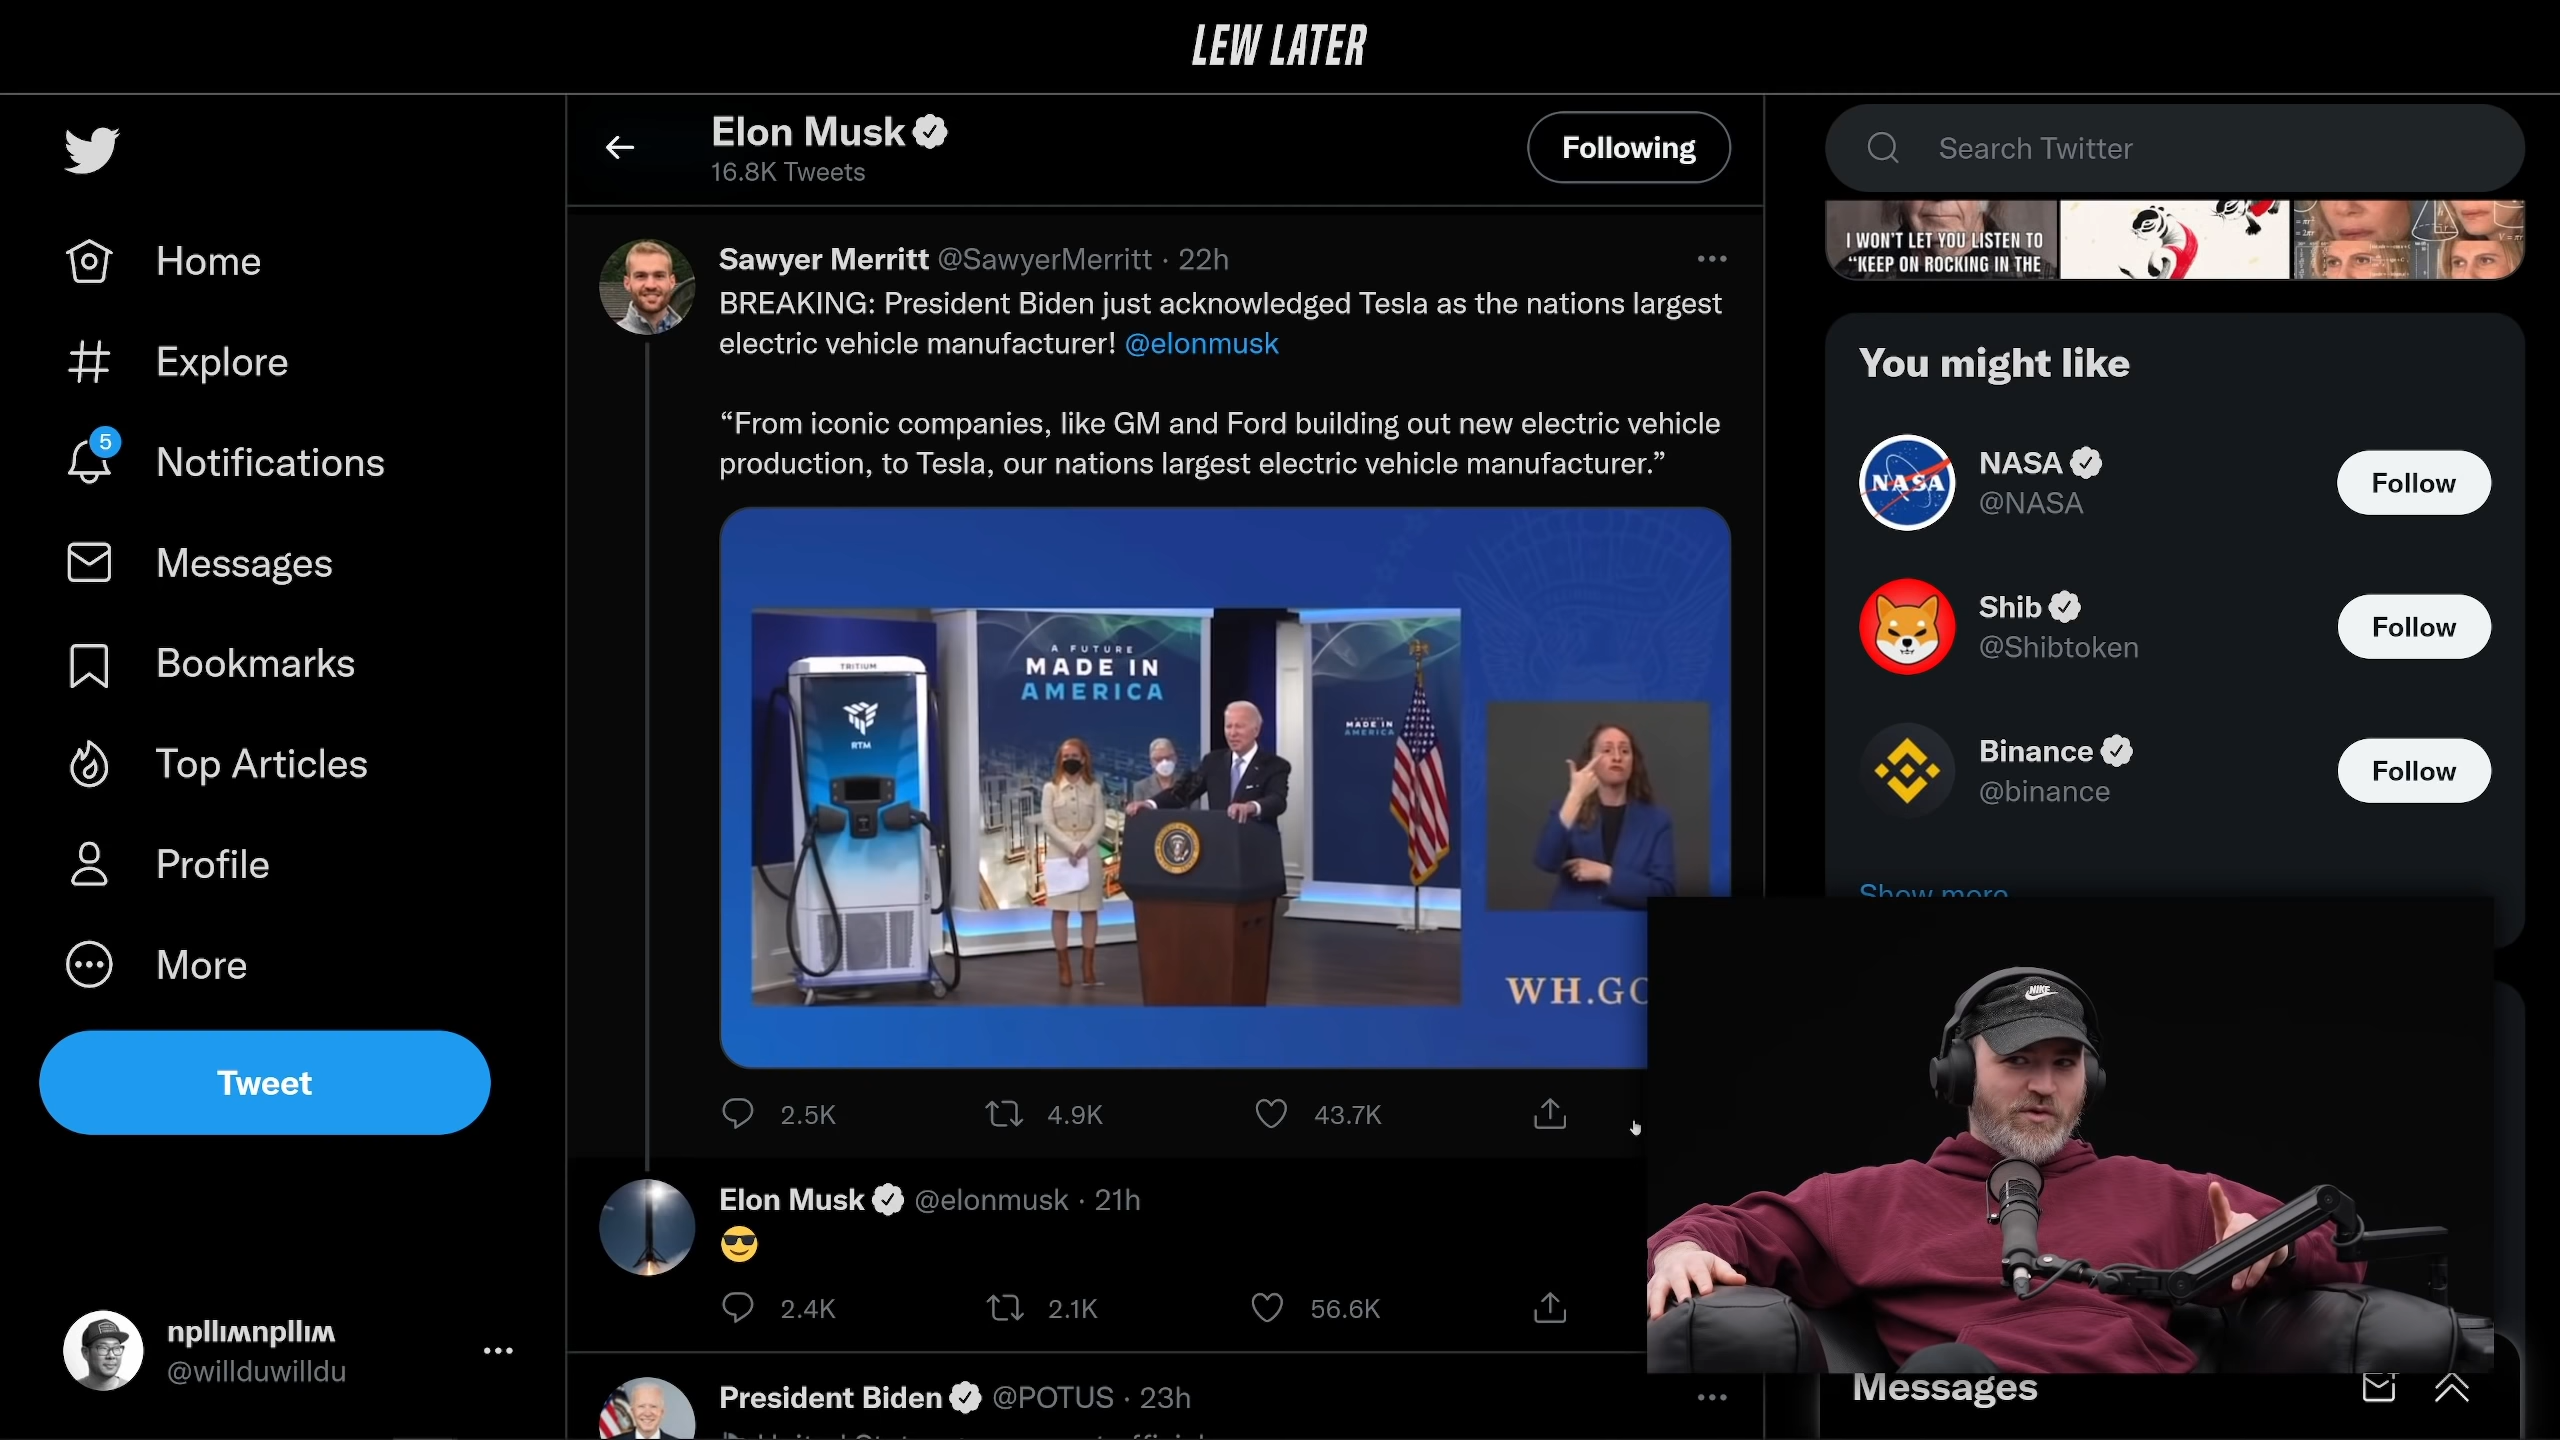 LEW LATER
Home
Explore
5
Notifications
Messages
Bookmarks
Top Articles
Profile
More
Tweet
npllıʍnpllıʍ
@willduwilldu
Elon Musk
16.8K Tweets
Following
Sawyer Merritt @SawyerMerritt · 22h
BREAKING: President Biden just acknowledged Tesla as the nations largest
electric vehicle manufacturer! @elonmusk
“From iconic companies, like GM and Ford building out new electric vehicle
production, to Tesla, our nations largest electric vehicle manufacturer.”
TRITIUM
RTM
A FUTURE
MADE IN
AMERICA
A FUTURE
MADE IN
AMERICA
WH.GO
2.5K
4.9K
43.7K
Elon Musk @elonmusk · 21h
😎
2.4K
2.1K
56.6K
President Biden @POTUS · 23h
Search Twitter
I WON'T LET YOU LISTEN TO
“KEEP ON ROCKING IN THE
You might like
NASA
NASA
@NASA
Follow
Shib
@Shibtoken
Follow
Binance
@binance
Follow
Show more
NIKE
Messages